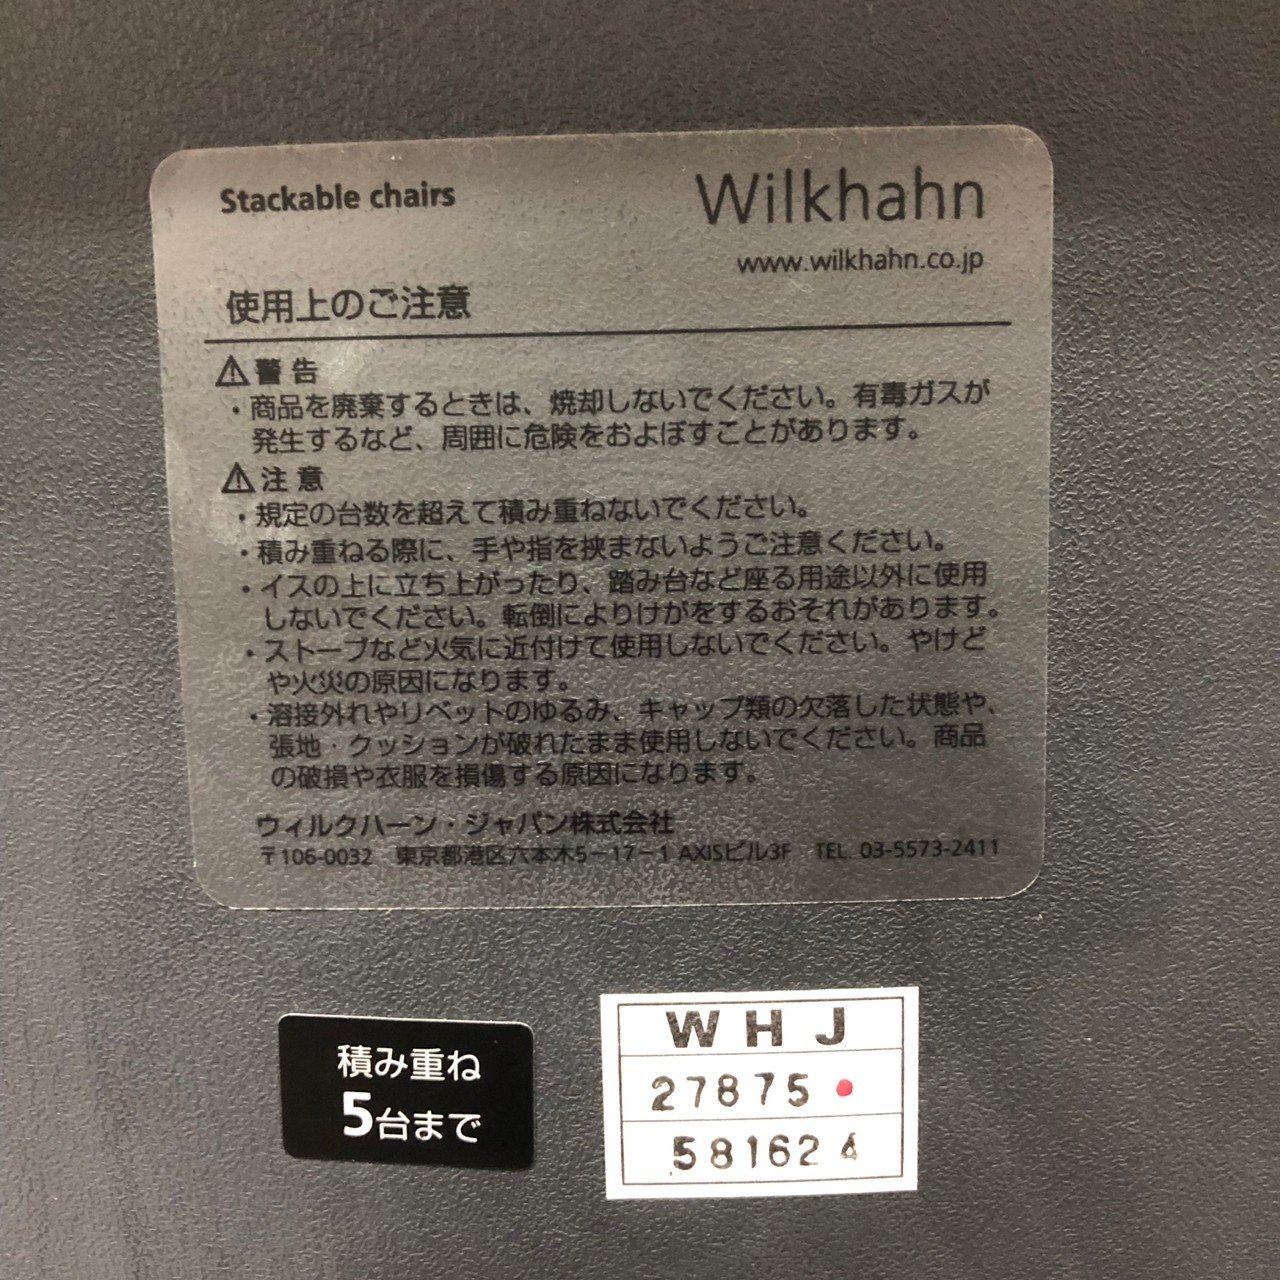 Stackable chairs
Wilkhahn
www.wilkhahn.co.jp
使用上のご注意
⚠警告
・商品を廃棄するときは、焼却しないでください。有毒ガスが
発生するなど、周囲に危険をおよぼすことがあります。
⚠注意
・規定の台数を超えて積み重ねないでください。
・積み重ねる際に、手や指を挟まないようご注意ください。
・イスの上に立ち上がったり、踏み台など座る用途以外に使用
しないでください。転倒によりけがをするおそれがあります。
・ストーブなど火気に近付けて使用しないでください。やけど
や火災の原因になります。
・溶接外れやリベットのゆるみ、キャップ類の欠落した状態や、
張地・クッションが破れたまま使用しないでください。商品
の破損や衣服を損傷する原因になります。
ウィルクハーン・ジャパン株式会社
〒106-0032 東京都港区六本木5-17-1 AXISビル3F TEL 03-5573-2411
積み重ね
5台まで
WHJ
27875
581624